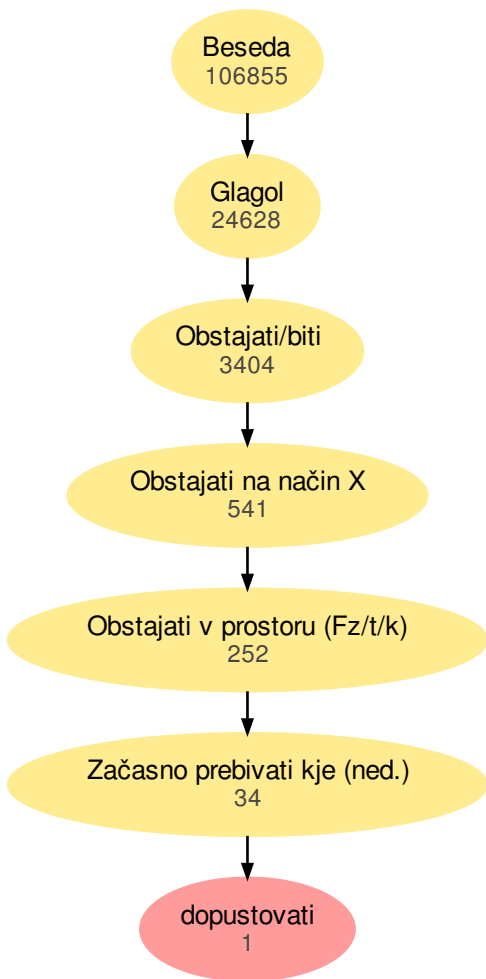 Beseda
106855
Glagol
24628
Obstajati/biti
3404
Obstajati na način X
541
Obstajati v prostoru (Fz/t/k)
252
Začasno prebivati kje (ned.)
34
dopustovati
1